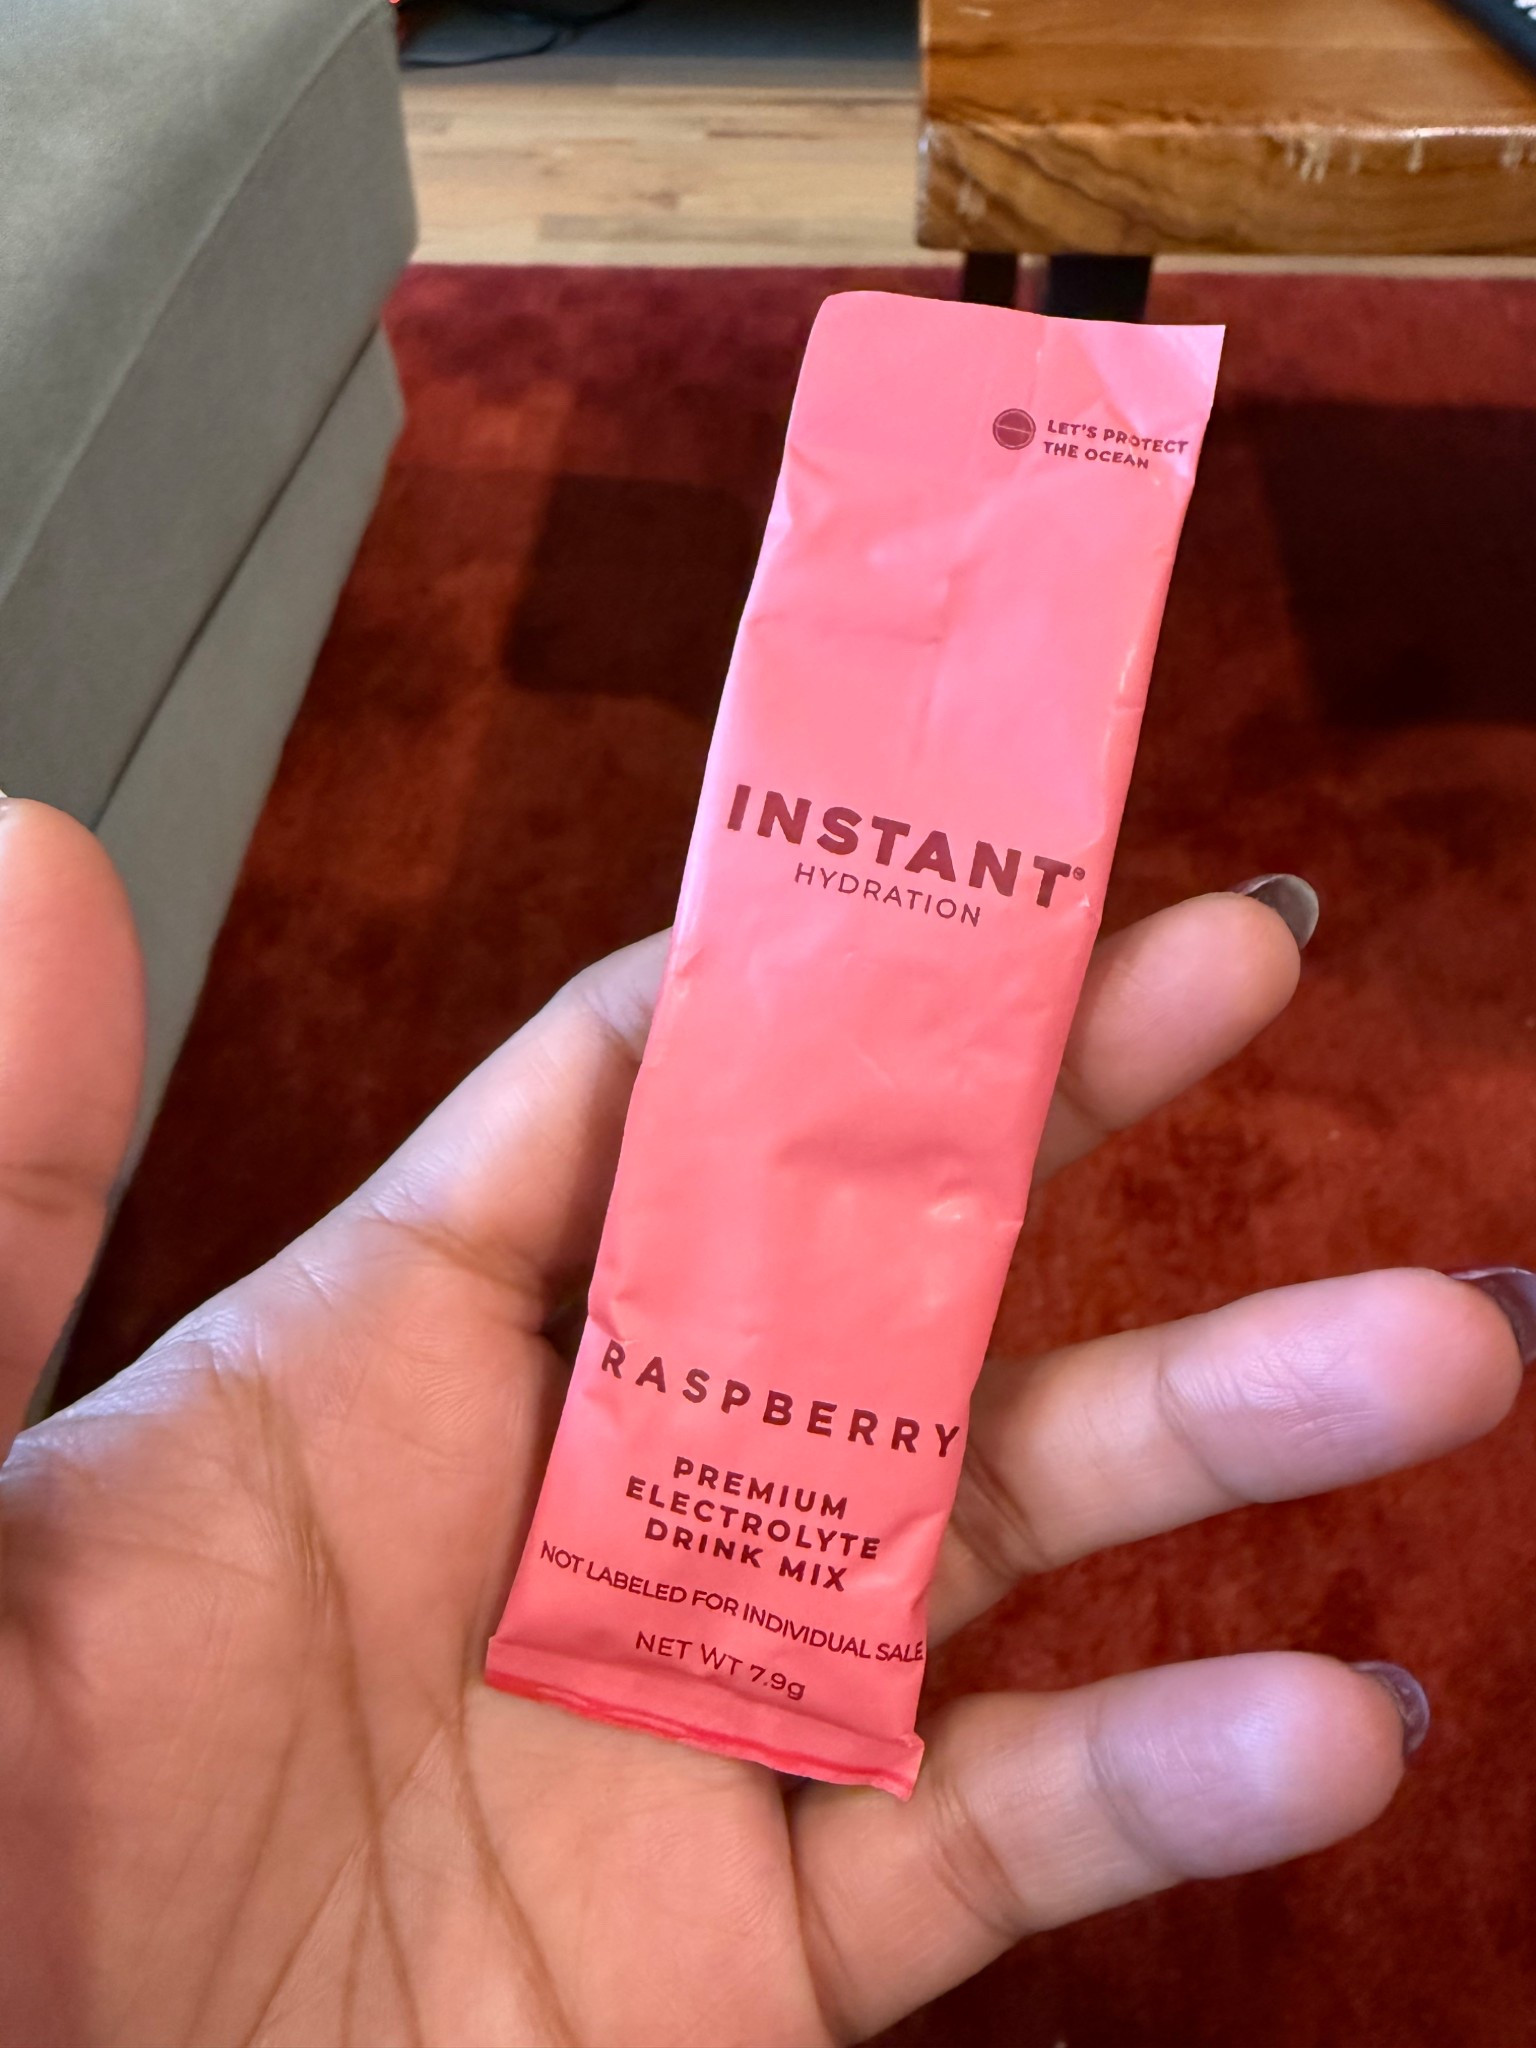 LET'S PROTECT
THE OCEAN
INSTANT®
HYDRATION
RASPBERRY
PREMIUM
ELECTROLYTE
DRINK MIX
NOT LABELED FOR INDIVIDUAL SALE
NET WT 7.9g